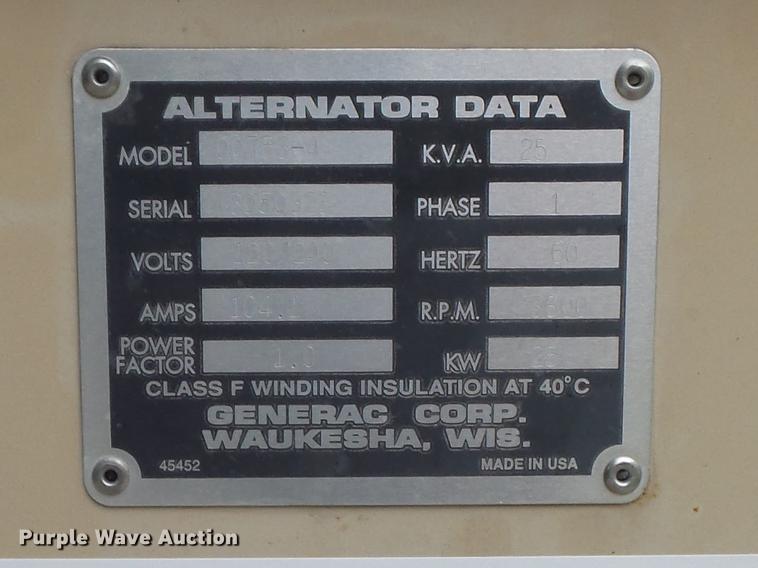 ALTERNATOR DATA
MODEL K.V.A. 25
SERIAL PHASE 1
VOLTS HERTZ 60
AMPS R.P.M. 3600
POWER FACTOR 1.0 KW 25
CLASS F WINDING INSULATION AT 40°C
GENERAC CORP.
WAUKESHA, WIS.
45452 MADE IN USA
Purple Wave Auction